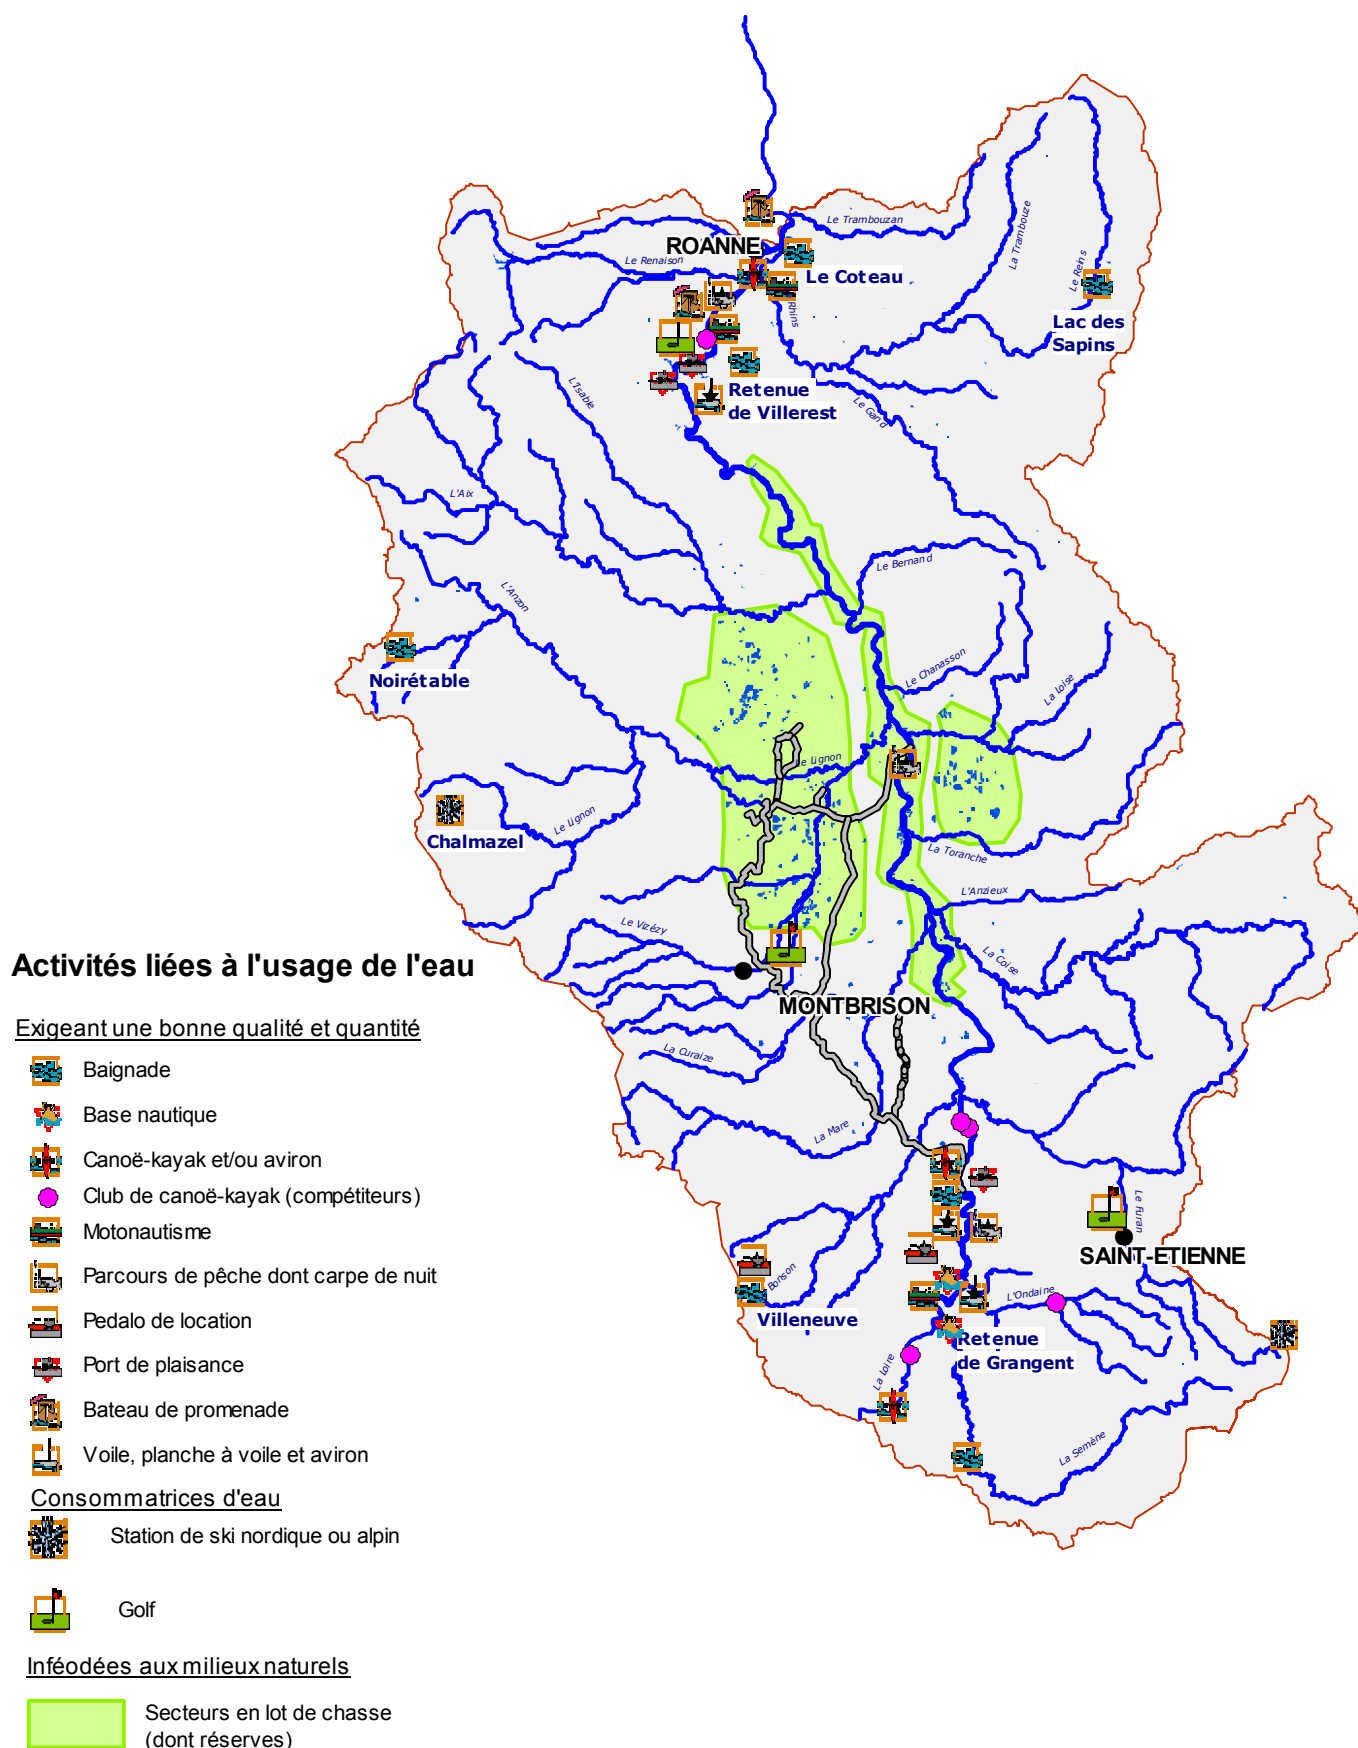 Le Trambouzan
La Trambouze
Le Reins
ROANNE
Le Renaison
Le Coteau
Rhins
Lac des
Sapins
L'Isable
Retenue
de Villerest
Le Gand
L'Aix
Le Bernand
L'Anzon
Le Chanasson
La Loise
Noirétable
Le Lignon
Le Lignon
Chalmazel
La Toranche
L'Anzieux
Le Vizézy
La Coise
Activités liées à l'usage de l'eau
MONTBRISON
Exigeant une bonne qualité et quantité
La Curaize
Baignade
Base nautique
La Mare
Canoë-kayak et/ou aviron
Club de canoë-kayak (compétiteurs)
Le Furan
Motonautisme
SAINT-ETIENNE
Parcours de pêche dont carpe de nuit
Bonson
L'Ondaine
Pedalo de location
Villeneuve
Retenue
de Grangent
Port de plaisance
La Loire
Bateau de promenade
Voile, planche à voile et aviron
La Semène
Consommatrices d'eau
Station de ski nordique ou alpin
Golf
Inféodées aux milieux naturels
Secteurs en lot de chasse
(dont réserves)